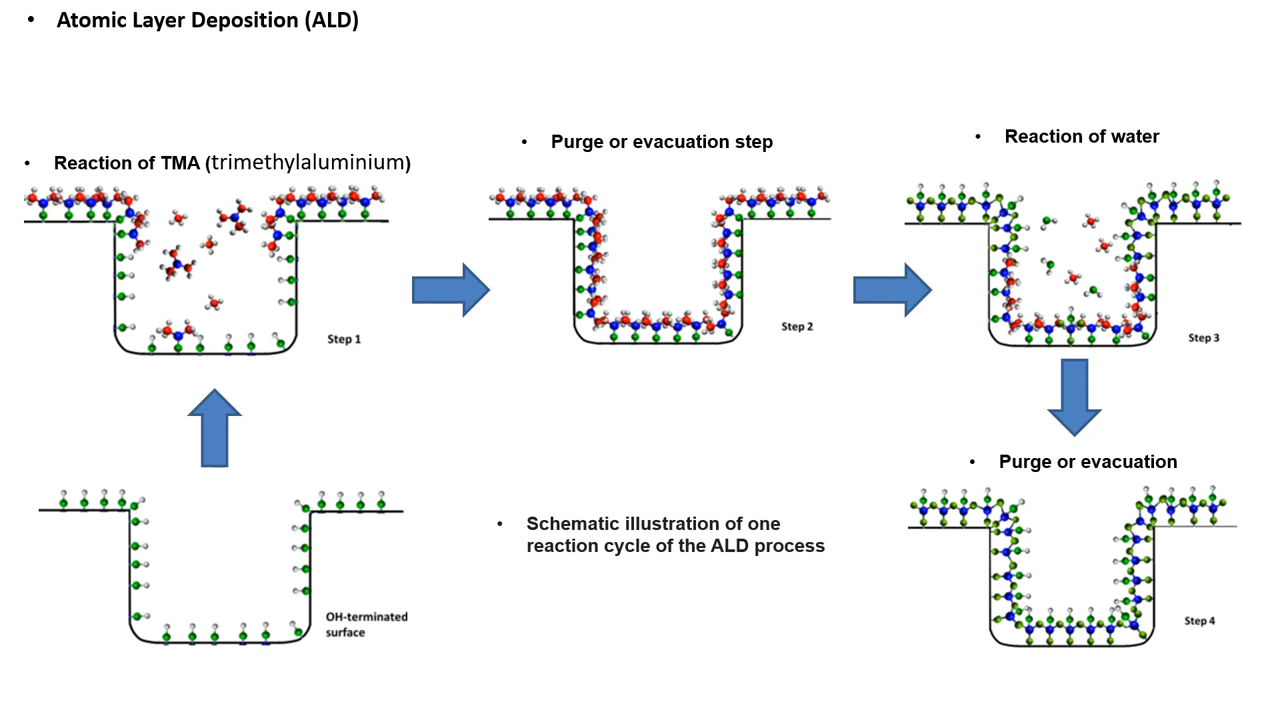 • Atomic Layer Deposition (ALD)
• Reaction of TMA (trimethylaluminium)
• Purge or evacuation step
• Reaction of water
Step 1
Step 2
Step 3
• Purge or evacuation
• Schematic illustration of one
reaction cycle of the ALD process
OH-terminated
surface
Step 4